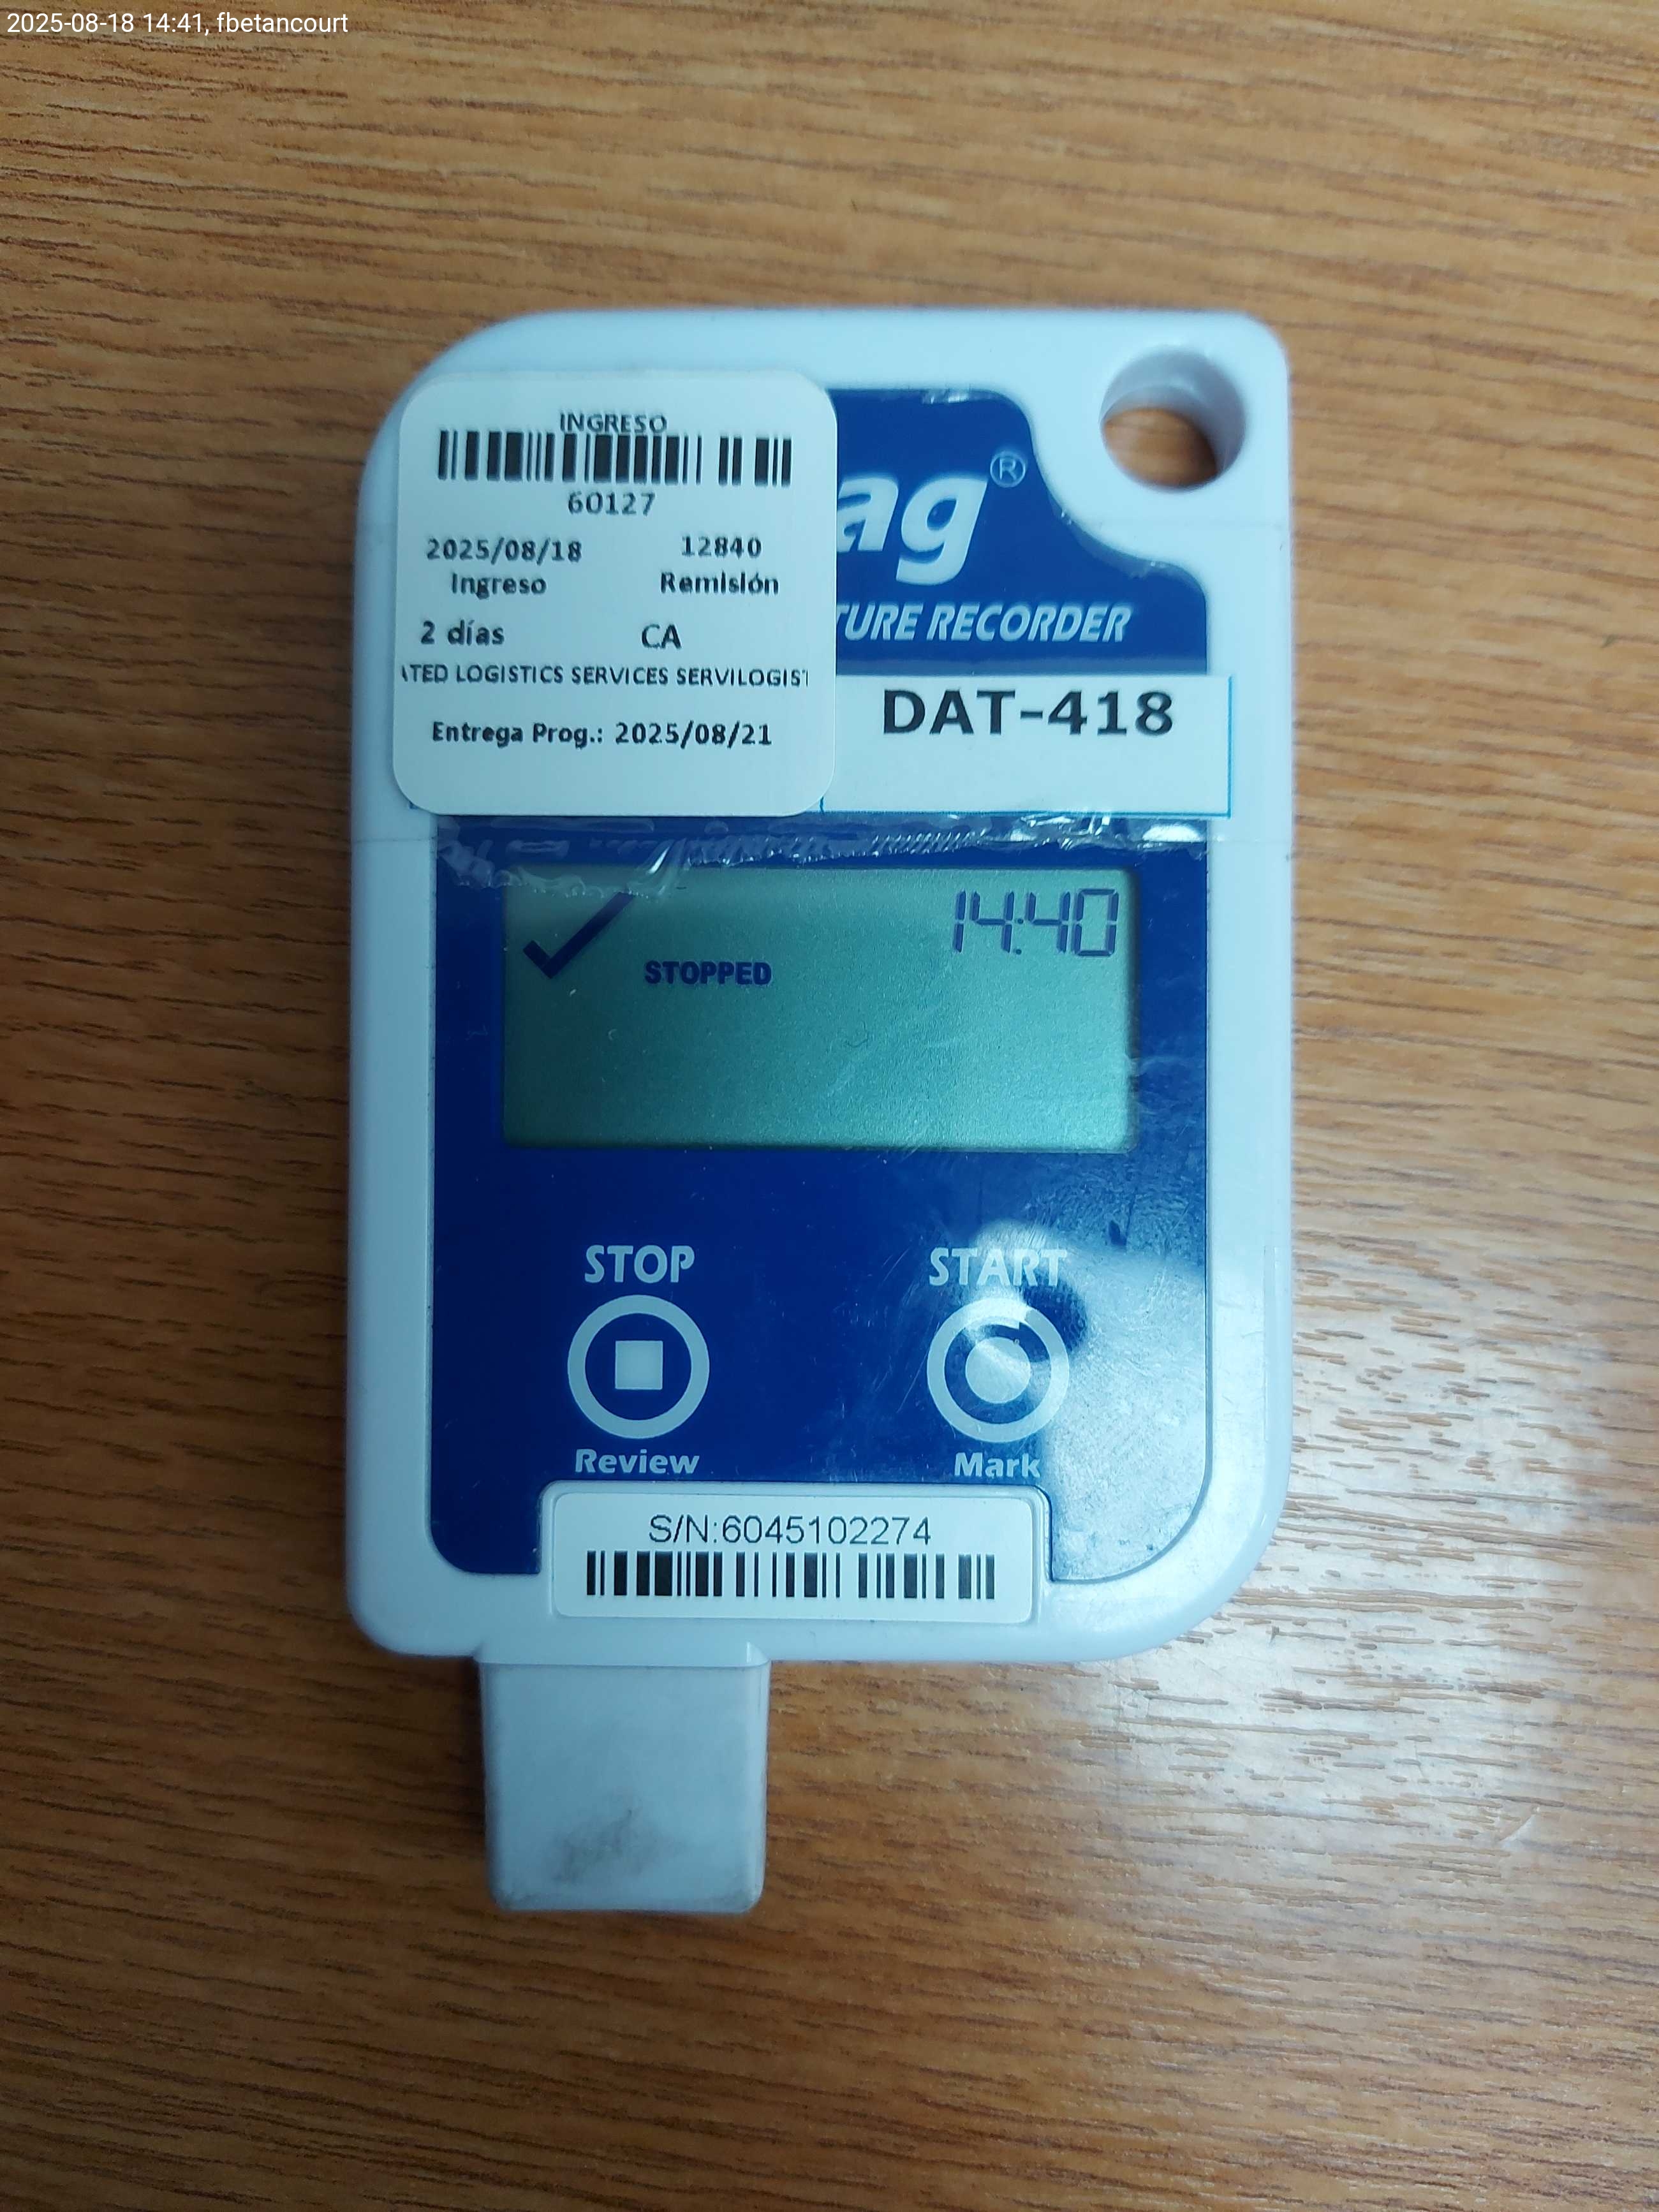 2025-08-18 14:41, fbetancourt
INGRESO
60127
2025/08/18 12840
Ingreso Remisión
2 días CA
ATED LOGISTICS SERVICES SERVILOGIST
Entrega Prog.: 2025/08/21
ag®
TURE RECORDER
DAT-418
14:40
STOPPED
STOP START
Review Mark
S/N:6045102274